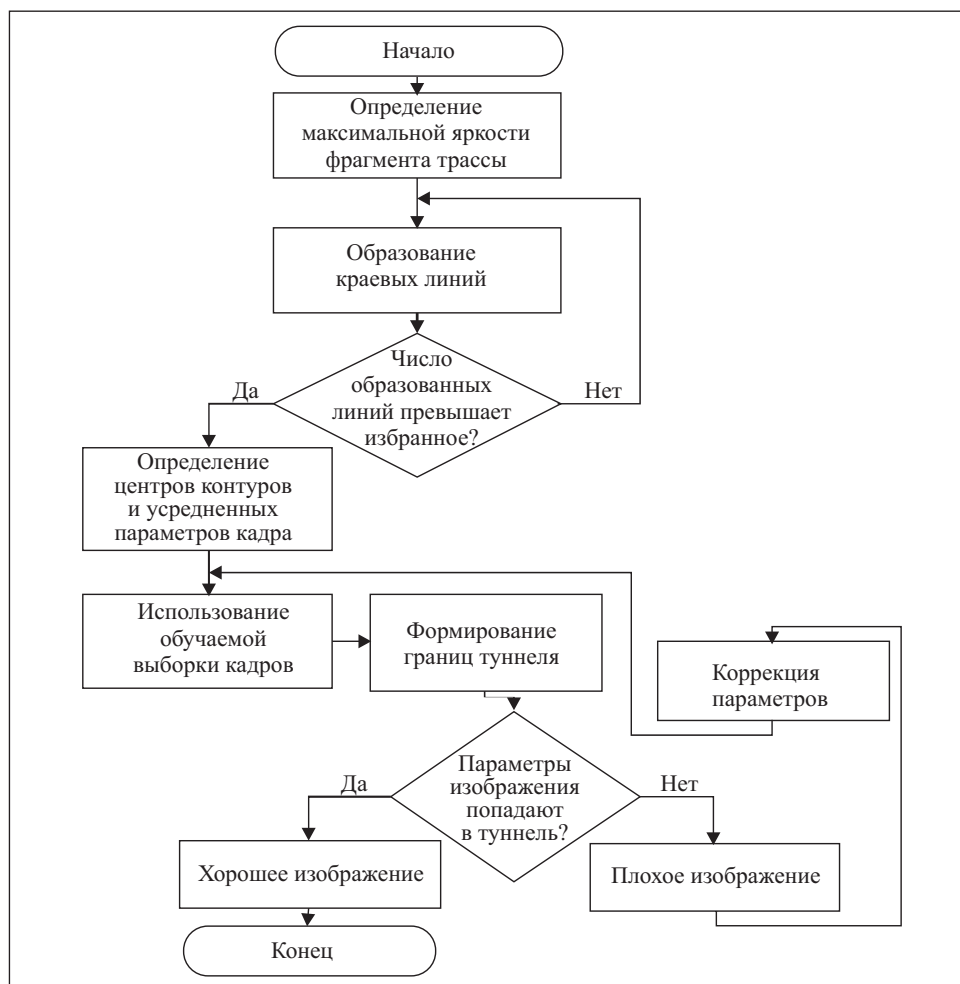 Начало
Определение
максимальной яркости
фрагмента трассы
Образование
краевых линий
Число
образованных
линий превышает
избранное?
Да
Нет
Определение
центров контуров
и усредненных
параметров кадра
Использование
обучаемой
выборки кадров
Формирование
границ туннеля
Коррекция
параметров
Параметры
изображения
попадают
в туннель?
Да
Нет
Хорошее изображение
Плохое изображение
Конец